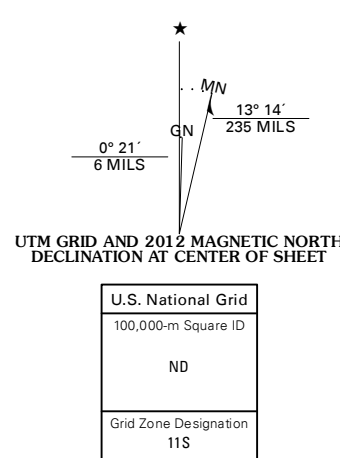 ★
MN
GN
13° 14´
235 MILS
0° 21´
6 MILS
UTM GRID AND 2012 MAGNETIC NORTH
DECLINATION AT CENTER OF SHEET
U.S. National Grid
100,000-m Square ID
ND
Grid Zone Designation
11S